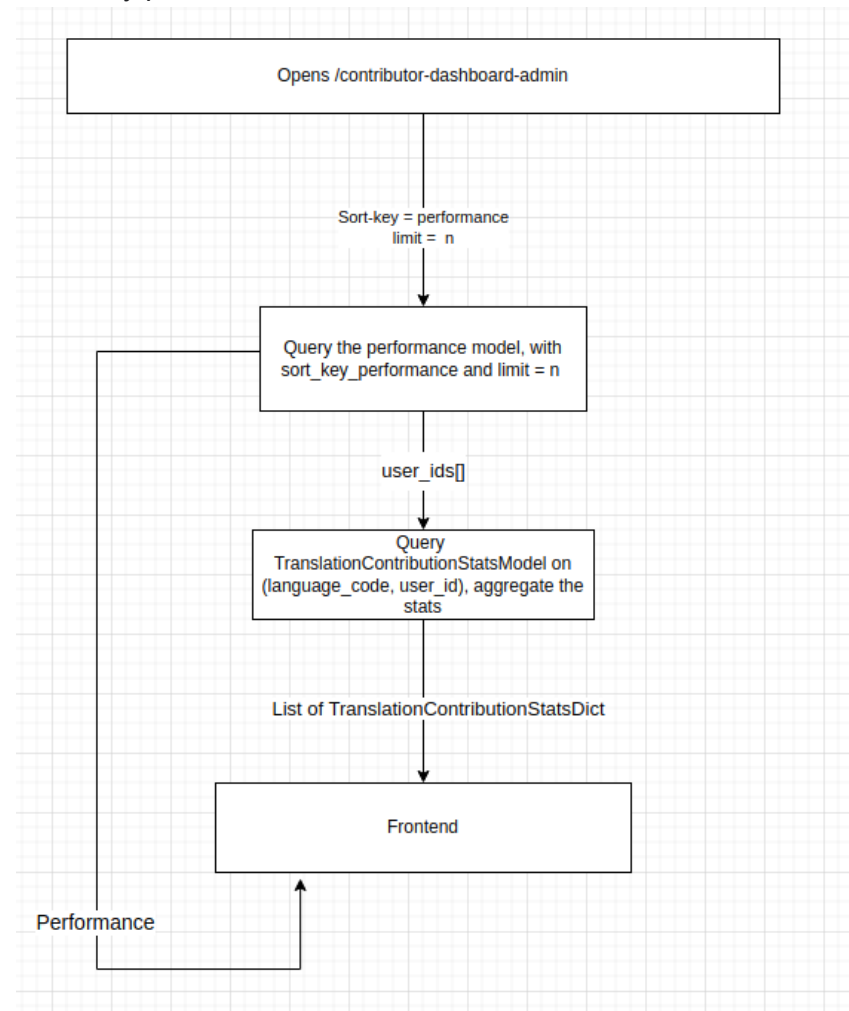 Opens /contributor-dashboard-admin
Sort-key = performance
limit = n
Query the performance model, with
sort_key_performance and limit = n
user_ids[]
Query
TranslationContributionStatsModel on
(language_code, user_id), aggregate the
stats
List of TranslationContributionStatsDict
Frontend
Performance